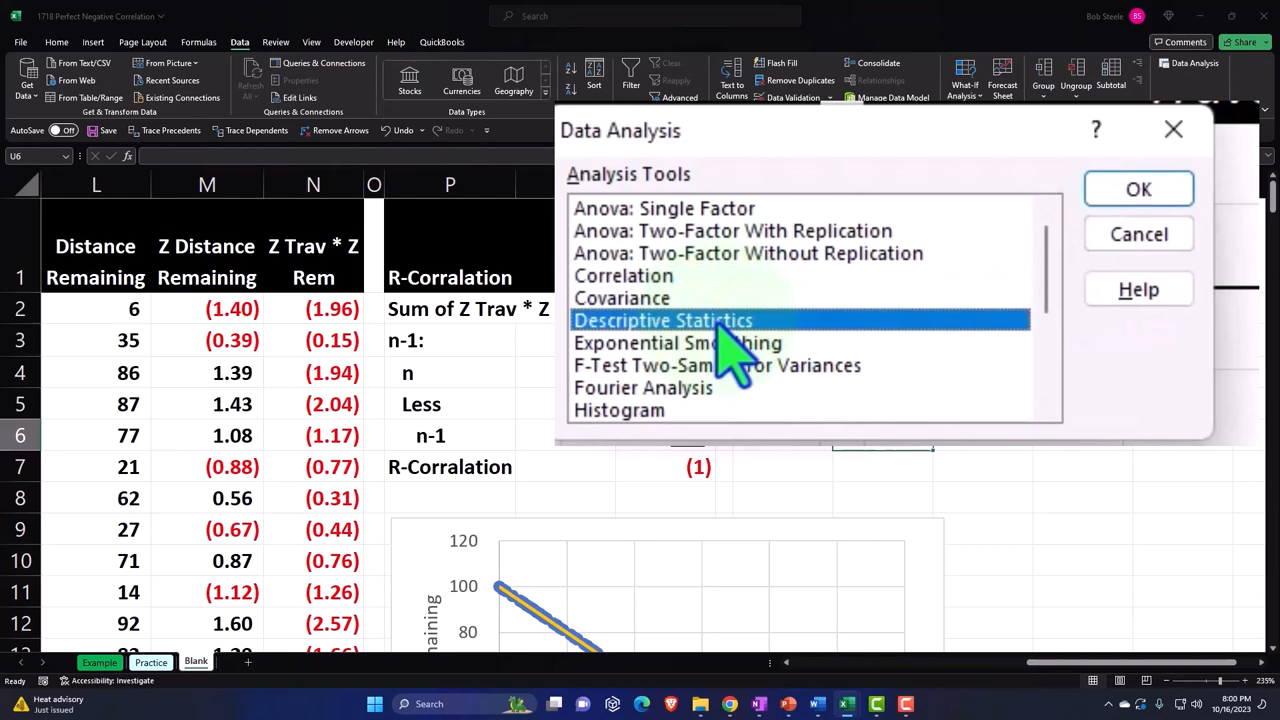 1718 Perfect Negative Correlation
Search
Bob Steele
BS
File Home Insert Page Layout Formulas Data Review View Developer Help QuickBooks
Comments
Share
Get Data
From Text/CSV
From Web
From Table/Range
From Picture
Recent Sources
Existing Connections
Get & Transform Data
Refresh All
Queries & Connections
Properties
Edit Links
Queries & Connections
Stocks
Currencies
Geography
Data Types
Sort
Filter
Clear
Reapply
Advanced
Text to Columns
Flash Fill
Remove Duplicates
Data Validation
Consolidate
Relationships
Manage Data Model
What-If Analysis
Forecast Sheet
Group
Ungroup
Subtotal
Data Analysis
AutoSave Off Save Trace Precedents Trace Dependents Remove Arrows Undo Redo
U6
fx
L M N O P
1 Distance Remaining Z Distance Remaining Z Trav * Z Rem R-Corralation
2 6 (1.40) (1.96) Sum of Z Trav * Z
3 35 (0.39) (0.15) n-1:
4 86 1.39 (1.94) n
5 87 1.43 (2.04) Less
6 77 1.08 (1.17) n-1
7 21 (0.88) (0.77) R-Corralation (1)
8 62 0.56 (0.31)
9 27 (0.67) (0.44)
10 71 0.87 (0.76)
11 14 (1.12) (1.26)
12 92 1.60 (2.57)
120
100
80
Data Analysis
?
Analysis Tools
Anova: Single Factor
Anova: Two-Factor With Replication
Anova: Two-Factor Without Replication
Correlation
Covariance
Descriptive Statistics
Exponential Smoothing
F-Test Two-Sample for Variances
Fourier Analysis
Histogram
OK
Cancel
Help
Example Practice Blank
Ready
Accessibility: Investigate
235%
Heat advisory
Just issued
Search
8:00 PM
10/16/2023